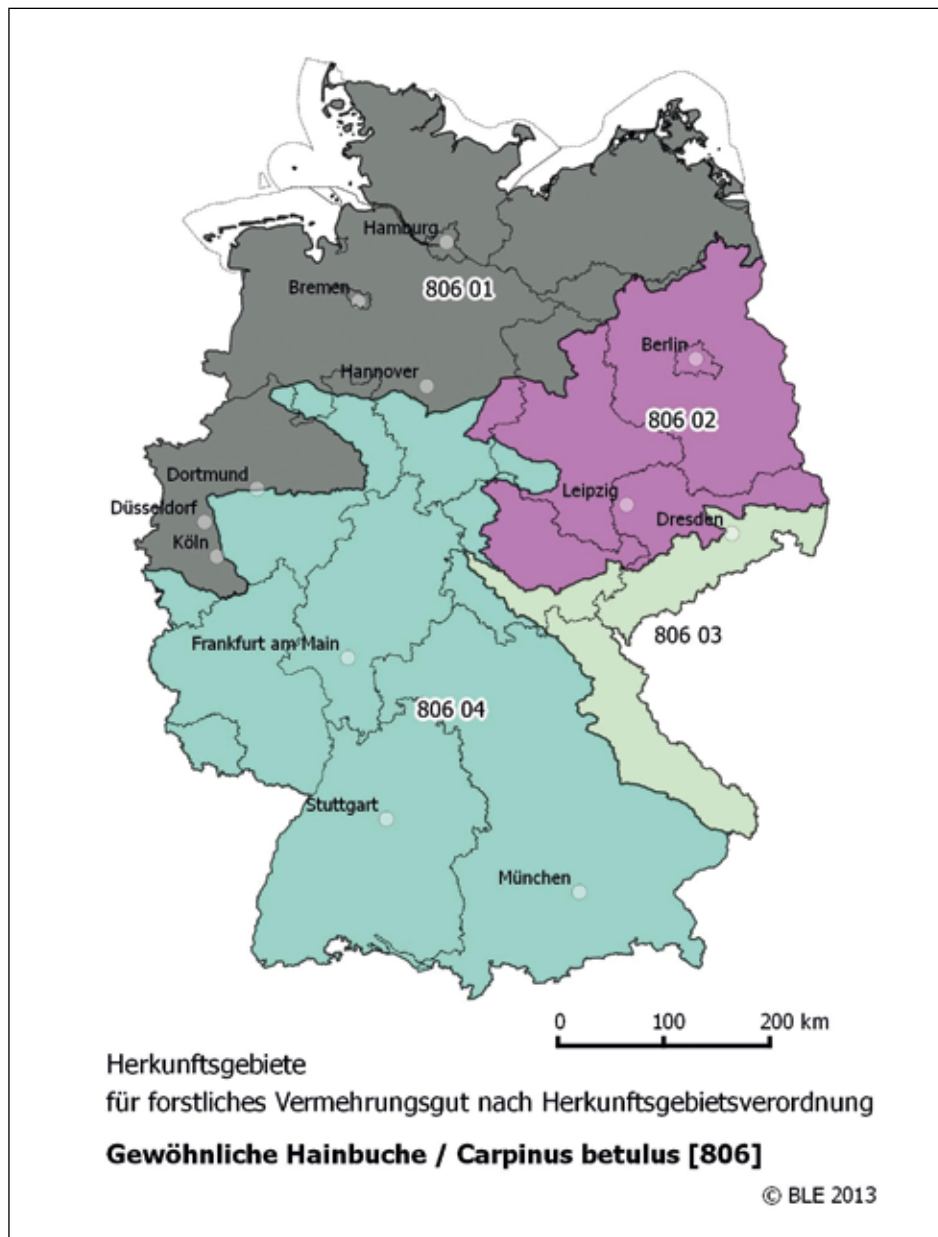 Hamburg
Bremen
806 01
Berlin
Hannover
806 02
Dortmund
Leipzig
Düsseldorf
Dresden
Köln
806 03
Frankfurt am Main
806 04
Stuttgart
München
0 100 200 km
Herkunftsgebiete
für forstliches Vermehrungsgut nach Herkunftsgebietsverordnung
Gewöhnliche Hainbuche / Carpinus betulus [806]
© BLE 2013